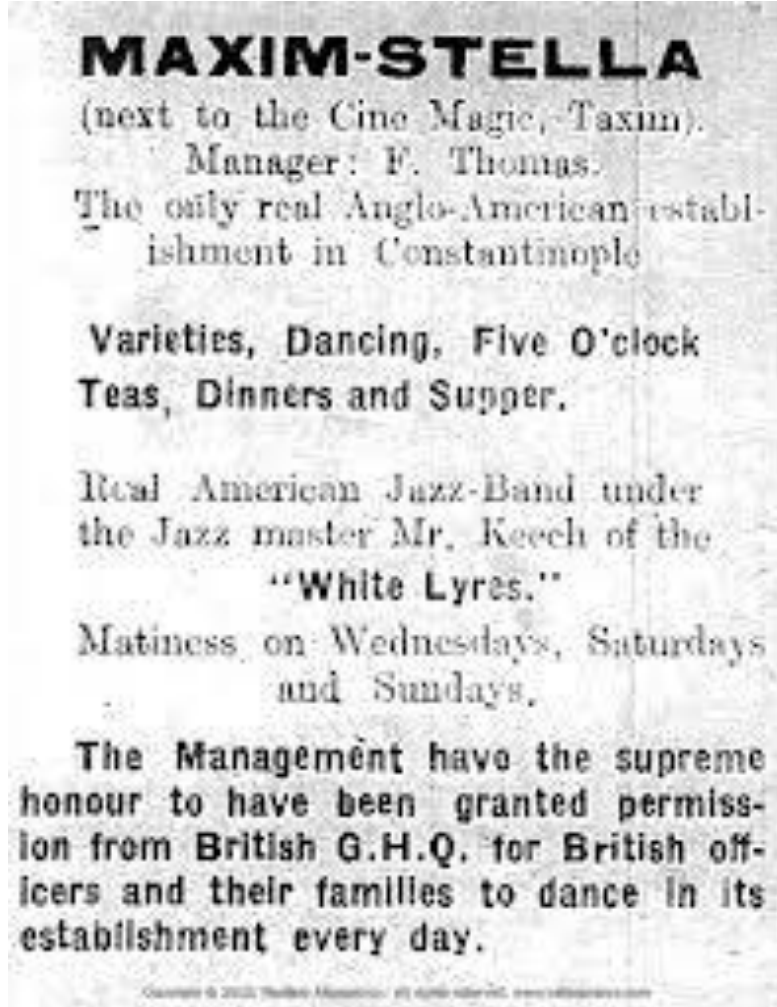 MAXIM-STELLA
(next to the Cine Magic, Taxim).
Manager: F. Thomas.
The only real Anglo-American establ-
ishment in Constantinople
Varieties, Dancing, Five O'clock
Teas, Dinners and Supper.
Real American Jazz-Band under
the Jazz master Mr. Keech of the
"White Lyres."
Matiness on Wednesdays, Saturdays
and Sundays.
The Management have the supreme
honour to have been granted permiss-
ion from British G.H.Q. for British off-
icers and their families to dance in its
establishment every day.